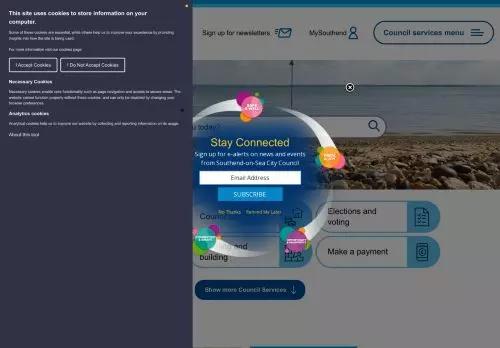 This site uses cookies to store information on your
computer.
Some of these cookies are essential, while others help us to improve your experience by providing
insights into how the site is being used.
For more information visit our cookies page
I Accept Cookies
I Do Not Accept Cookies
Necessary Cookies
Necessary cookies enable core functionality such as page navigation and access to secure areas. The
website cannot function properly without these cookies, and can only be disabled by changing your
browser preferences.
Analytics cookies
Analytical cookies help us to improve our website by collecting and reporting information on its usage.
About this tool
Sign up for newsletters
MySouthend
Council services menu
today?
SAFE
& WELL
Stay Connected
Sign up for e-alerts on news and events
from Southend-on-Sea City Council
Email Address
SUBSCRIBE
No Thanks
Remind Me Later
Council
Elections and
voting
and
building
Make a payment
Show more Council Services